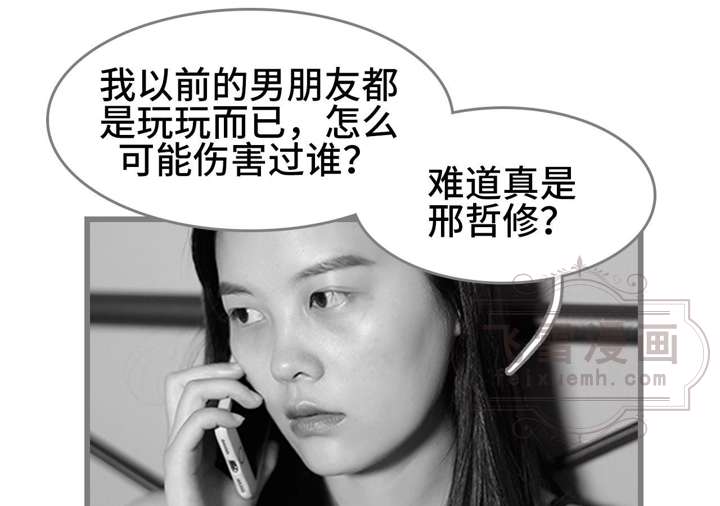 我以前的男朋友都
是玩玩而已，怎么
可能伤害过谁？
难道真是
邢哲修？
飞雪漫画
feixuemh.com